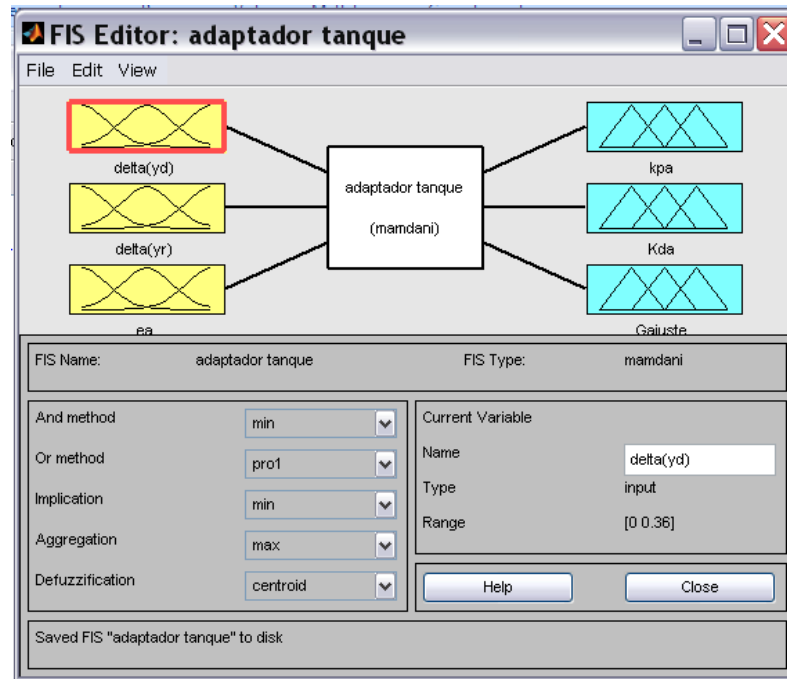 FIS Editor: adaptador tanque
File Edit View
delta(yd)
delta(yr)
ea
adaptador tanque
(mamdani)
kpa
Kda
Gajuste
FIS Name: adaptador tanque FIS Type: mamdani
And method min
Or method pro1
Implication min
Aggregation max
Defuzzification centroid
Current Variable
Name delta(yd)
Type input
Range [0 0.36]
Help Close
Saved FIS "adaptador tanque" to disk